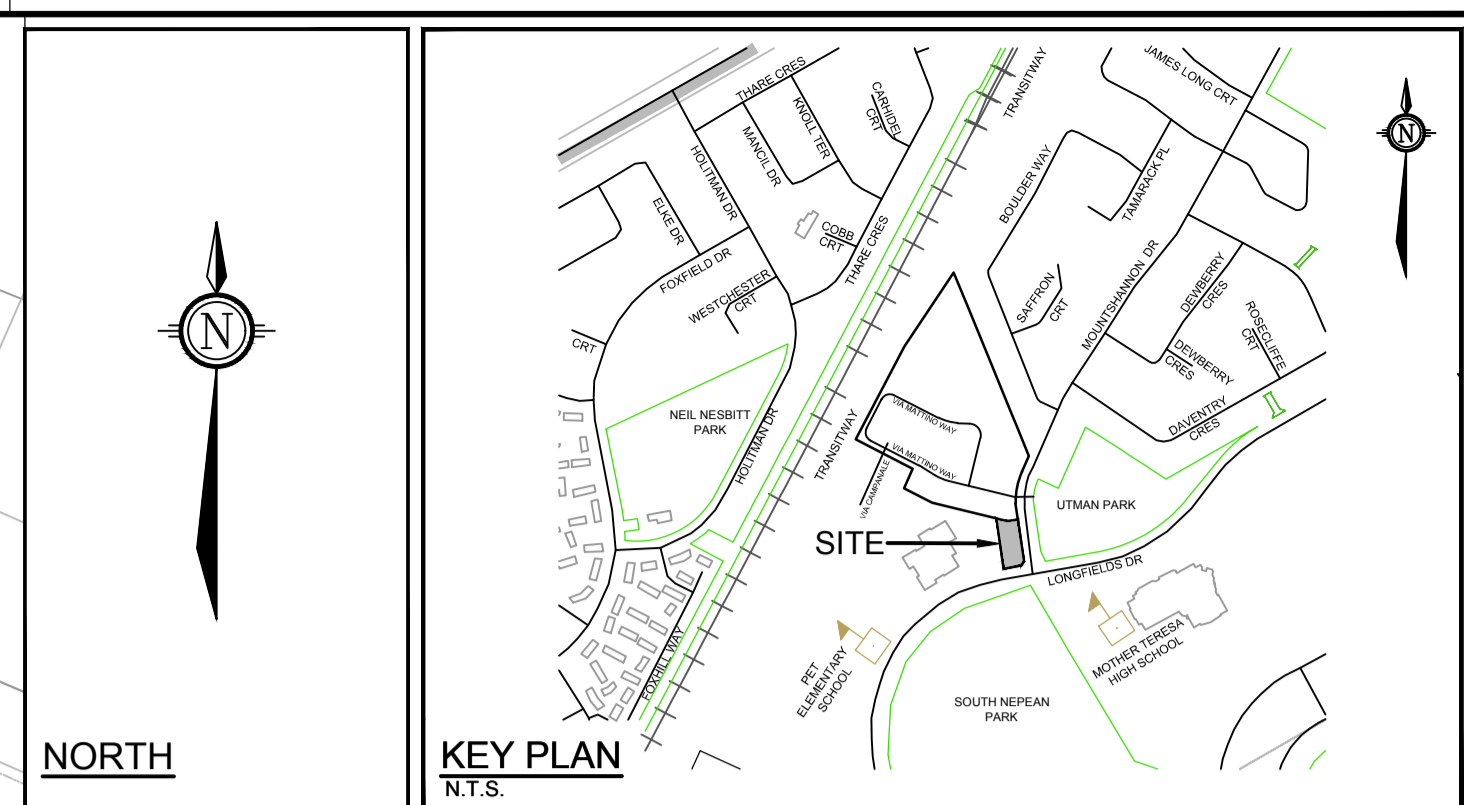 N
NORTH
THARE CRES
CARHIDEL
CRT
KNOLL TER
MANCIL DR
HOLITMAN DR
ELKE DR
COBB
CRT
THARE CRES
FOXFIELD DR
WESTCHESTER
CRT
CRT
NEIL NESBITT
PARK
HOLITMAN DR
FOXHILL WAY
TRANSITWAY
TRANSITWAY
JAMES LONG CRT
BOULDER WAY
TAMARACK PL
SAFFRON
CRT
MOUNTSHANNON DR
DEWBERRY
CRES
DEWBERRY
CRES
ROSECLIFFE
CRT
DAVENTRY
CRES
VIA MATTINO WAY
VIA MATTINO WAY
VIA CAMPANALE
UTMAN PARK
SITE
LONGFIELDS DR
PET
ELEMENTARY
SCHOOL
MOTHER TERESA
HIGH SCHOOL
SOUTH NEPEAN
PARK
N
KEY PLAN
N.T.S.